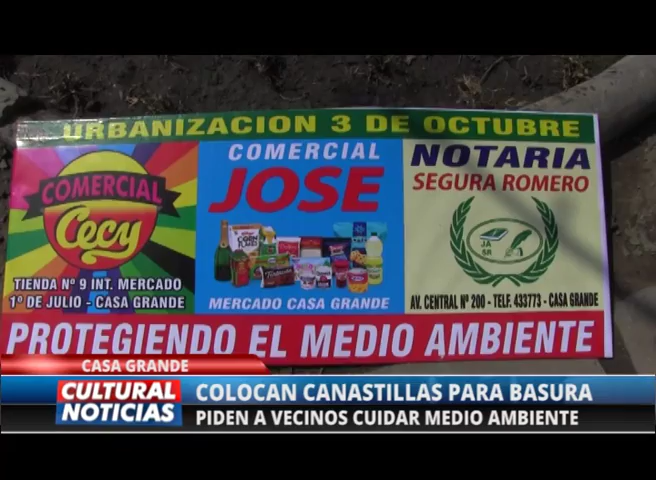 URBANIZACION 3 DE OCTUBRE
COMERCIAL
Cecy
TIENDA Nº 9 INT. MERCADO
1º DE JULIO - CASA GRANDE
COMERCIAL
JOSE
MERCADO CASA GRANDE
NOTARIA
SEGURA ROMERO
JA
SR
AV. CENTRAL Nº 200 - TELF. 433773 - CASA GRANDE
PROTEGIENDO EL MEDIO AMBIENTE
CASA GRANDE
CULTURAL
NOTICIAS
COLOCAN CANASTILLAS PARA BASURA
PIDEN A VECINOS CUIDAR MEDIO AMBIENTE